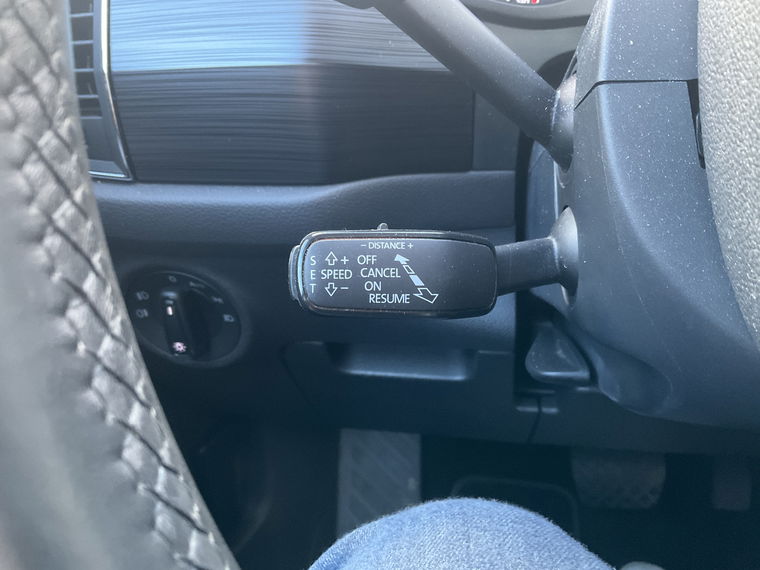 − DISTANCE +
S + OFF
E SPEED CANCEL
T − ON
RESUME